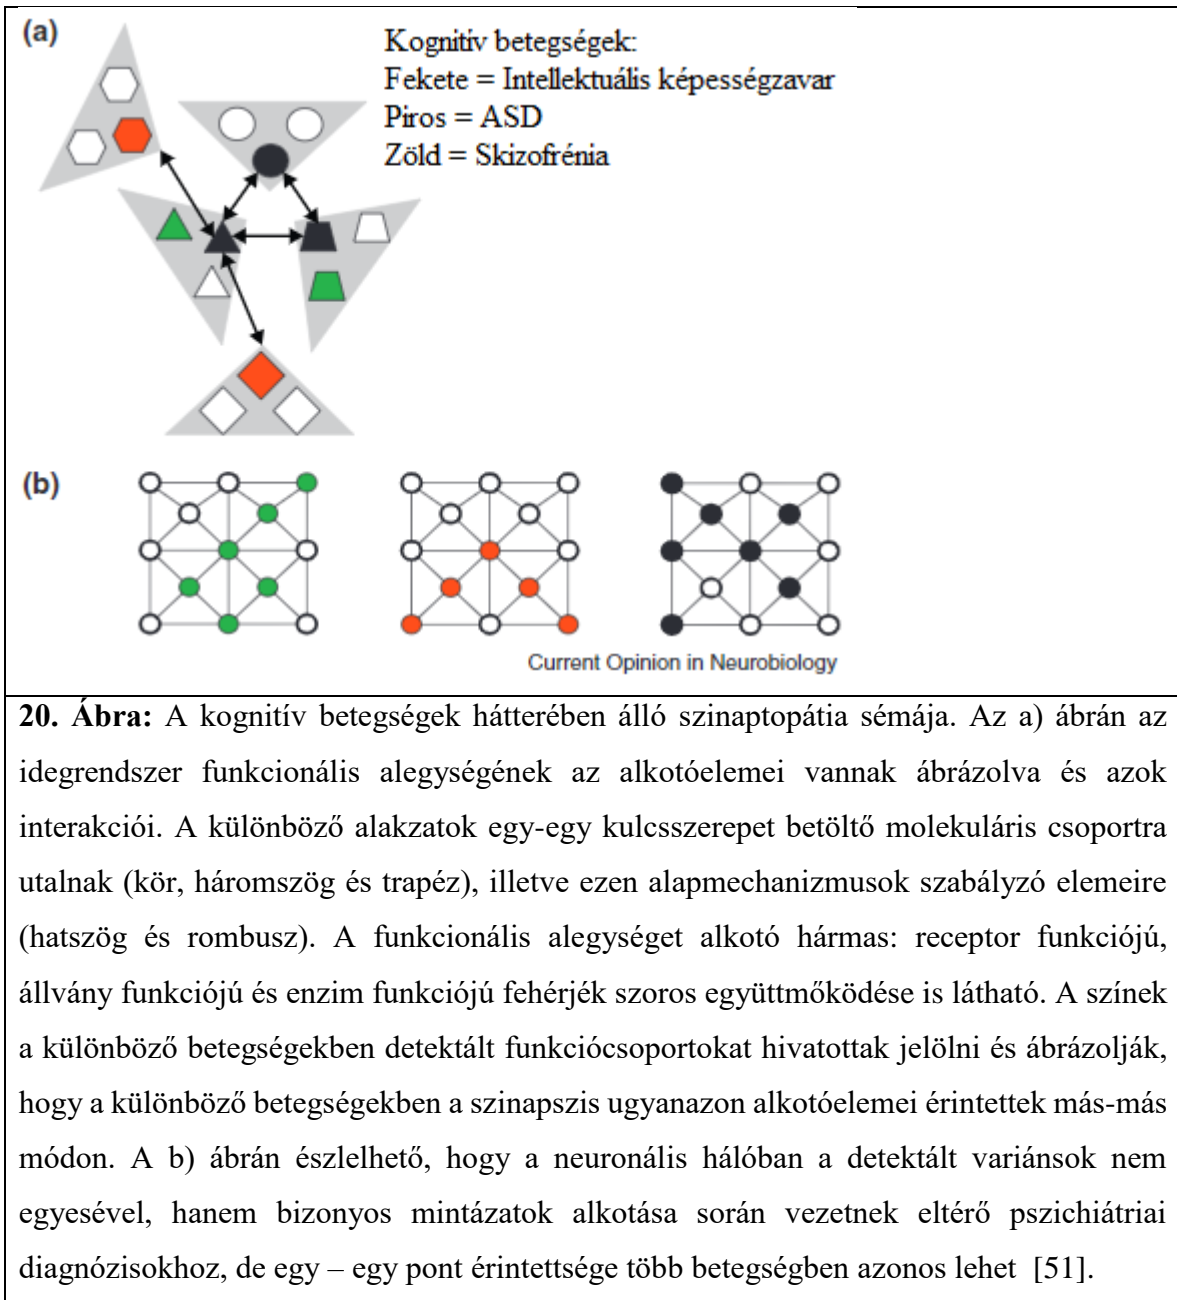 (a)
Kognitív betegségek:
Fekete = Intellektuális képességzavar
Piros = ASD
Zöld = Skizofrénia
(b)
Current Opinion in Neurobiology
20. Ábra: A kognitív betegségek hátterében álló szinaptopátia sémája. Az a) ábrán az
idegrendszer funkcionális alegységének az alkotóelemei vannak ábrázolva és azok
interakciói. A különböző alakzatok egy-egy kulcsszerepet betöltő molekuláris csoportra
utalnak (kör, háromszög és trapéz), illetve ezen alapmechanizmusok szabályzó elemeire
(hatszög és rombusz). A funkcionális alegységet alkotó hármas: receptor funkciójú,
állvány funkciójú és enzim funkciójú fehérjék szoros együttmőködése is látható. A színek
a különböző betegségekben detektált funkciócsoportokat hivatottak jelölni és ábrázolják,
hogy a különböző betegségekben a szinapszis ugyanazon alkotóelemei érintettek más-más
módon. A b) ábrán észlelhető, hogy a neuronális hálóban a detektált variánsok nem
egyesével, hanem bizonyos mintázatok alkotása során vezetnek eltérő pszichiátriai
diagnózisokhoz, de egy – egy pont érintettsége több betegségben azonos lehet [51].